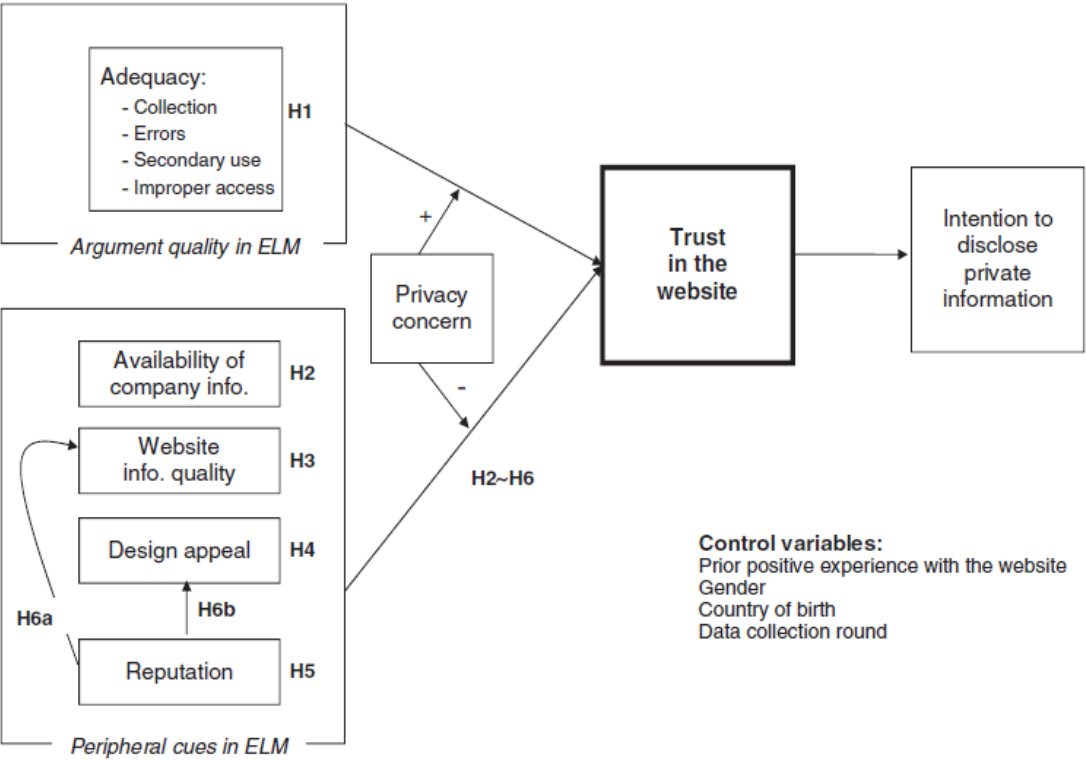 Adequacy:
- Collection
- Errors
- Secondary use
- Improper access
H1
Argument quality in ELM
+
Privacy
concern
-
Trust
in the
website
Intention to
disclose
private
information
Availability of
company info.
H2
Website
info. quality
H3
Design appeal
H4
H6a
H6b
Reputation
H5
Peripheral cues in ELM
H2~H6
Control variables:
Prior positive experience with the website
Gender
Country of birth
Data collection round